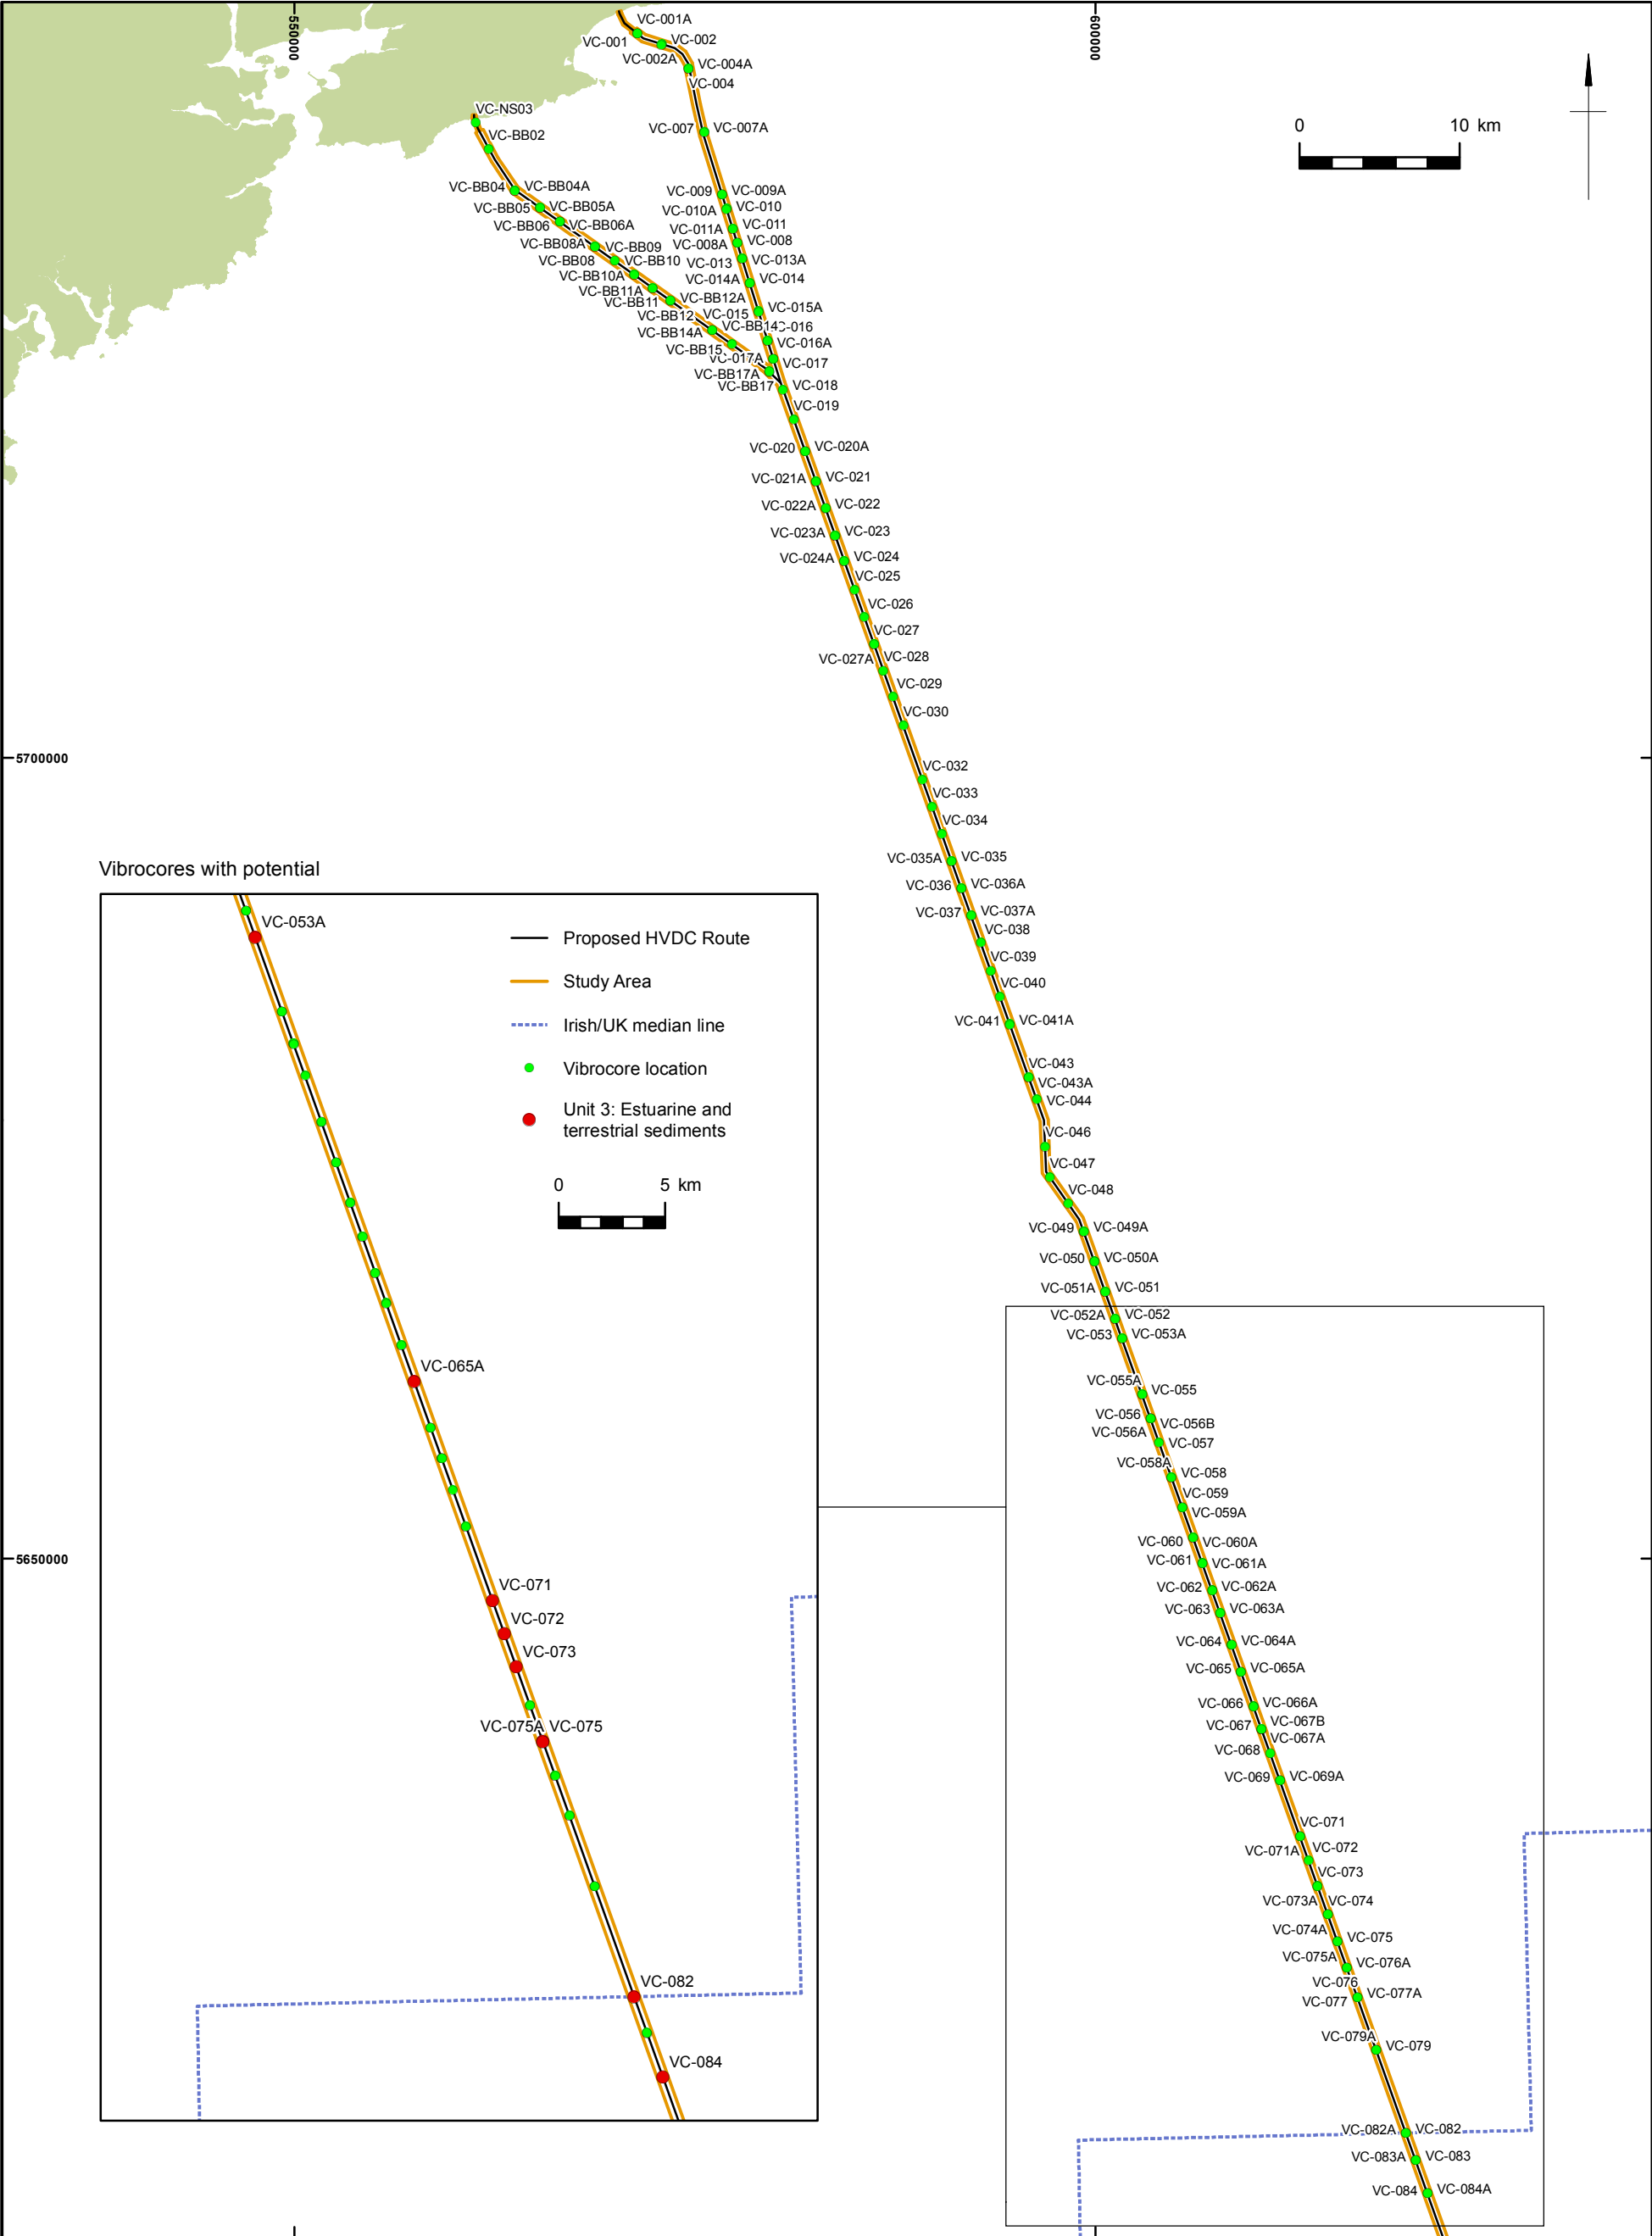 550000
600000
VC-001A
VC-001
VC-002
VC-002A
VC-004A
VC-004
VC-NS03
VC-007
VC-007A
VC-BB02
0 10 km
VC-BB04
VC-BB04A
VC-009
VC-009A
VC-BB05
VC-BB05A
VC-010A
VC-010
VC-BB06
VC-BB06A
VC-011A
VC-011
VC-BB08A
VC-BB09
VC-008A
VC-008
VC-BB08
VC-BB10
VC-013
VC-013A
VC-BB10A
VC-014A
VC-014
VC-BB11A
VC-BB11
VC-BB12A
VC-BB12
VC-015
VC-015A
VC-BB14A
VC-BB14
VC-016
VC-016A
VC-BB15
VC-017A
VC-017
VC-BB17A
VC-BB17
VC-018
VC-019
VC-020
VC-020A
VC-021A
VC-021
VC-022A
VC-022
VC-023A
VC-023
VC-024A
VC-024
VC-025
VC-026
VC-027
VC-027A
VC-028
VC-029
VC-030
5700000
VC-032
VC-033
VC-034
VC-035A
VC-035
VC-036
VC-036A
VC-037
VC-037A
VC-038
VC-039
VC-040
VC-041
VC-041A
VC-043
VC-043A
VC-044
VC-046
VC-047
VC-048
VC-049
VC-049A
VC-050
VC-050A
VC-051A
VC-051
VC-052A
VC-052
VC-053
VC-053A
VC-055A
VC-055
VC-056
VC-056B
VC-056A
VC-057
VC-058A
VC-058
VC-059
VC-059A
VC-060
VC-060A
5650000
VC-061
VC-061A
VC-062
VC-062A
VC-063
VC-063A
VC-064
VC-064A
VC-065
VC-065A
VC-066
VC-066A
VC-067
VC-067B
VC-067A
VC-068
VC-069
VC-069A
VC-071
VC-071A
VC-072
VC-073
VC-073A
VC-074
VC-074A
VC-075
VC-075A
VC-076A
VC-076
VC-077
VC-077A
VC-079A
VC-079
VC-082A
VC-082
VC-083A
VC-083
VC-084
VC-084A
Vibrocores with potential
VC-053A
Proposed HVDC Route
Study Area
Irish/UK median line
Vibrocore location
Unit 3: Estuarine and
terrestrial sediments
0 5 km
VC-065A
VC-071
VC-072
VC-073
VC-075A
VC-075
VC-082
VC-084